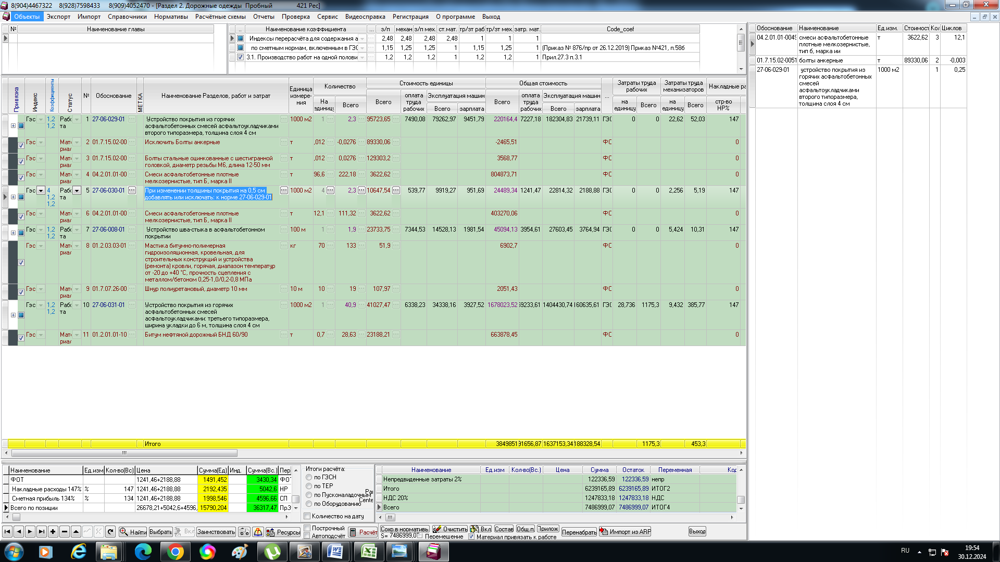 8(904)4467322 8(928)7598433 8(909)4052470 - [Раздел 2. Дорожные одежды Пробный 421 Рес]
Объекты Экспорт Импорт Справочники Нормативы Расчётные схемы Отчеты Проверка Сервис Видеосправка Регистрация О программе Выход
№ Наименование главы
.. Наименование коэффициента ... з/п механ з/п мех. ст.мат. тр/зт раб тр/зт мех. затр. мат. Code_coef
Индексы перерасчёта для содержания а 2,48 2,48 2,48 2,48 1 1 1
по сметным нормам, включенным в ГЭС 1,15 1,25 1,25 1 1,15 1,25 1 (Приказ № 876/пр от 26.12.2019) Приказ №421, п.58б
3.1. Производство работ на одной полови 1,2 1,2 1,2 1 1,2 1,2 1 Прил.27.3 п.3.1
Обоснование Наименование Ед.изм. Стоимост Кол Циклов
04.2.01.01-0049 смеси асфальтобетонные т 3622,62 3 12,1
плотные мелкозернистые,
тип б, марка ии
01.7.15.02-0051 болты анкерные т 89330,06 2 -0,003
27-06-029-01 устройство покрытия из 1000 м2 1 0,25
горячих асфальтобетонных
смесей
асфальтоукладчиками
второго типоразмера,
толщина слоя 4 см
Привязка Индекс Коэффициенты Статус № Обоснование МЕТКА Наименование Разделов, работ и затрат Единица измере-ния Количество На единицу Всего
Стоимость единицы Всего оплата труда рабочих Эксплуатация машин Всего зарплата
Общая стоимость Всего оплата труда рабочих Эксплуатация машин Всего зарплата ...
Затраты труда рабочих на единицу Всего Затраты труда механизаторов на единицу Всего Накладные ра стр-во НР%
Гэс 1,2 Рабс 1 27-06-029-01 Устройство покрытия из горячих 1000 м2 1 2,3 95723,65 7490,08 79262,97 9451,79 220164,4 7227,18 182304,83 21739,11 ГЭС 0 0 22,62 52,03 147
1,2 та асфальтобетонных смесей асфальтоукладчиками
второго типоразмера, толщина слоя 4 см
Гэс Мате 2 01.7.15.02-00 Исключить Болты анкерные т ,012 -0,0276 89330,06 -2465,51 ФС 0
риал
Гэс Мате 3 01.7.15.02-00 Болты стальные оцинкованные с шестигранной т ,012 0,0276 129303,2 3568,77 ФС 0
риал головкой, диаметр резьбы М6, длина 12-50 мм
Гэс Мате 4 04.2.01.01-00 Смеси асфальтобетонные плотные т 96,6 222,18 3622,62 804873,71 ФС 0
риал мелкозернистые, тип Б, марка II
Гэс 4 Рабс 5 27-06-030-01 При изменении толщины покрытия на 0,5 см 1000 м2 4 2,3 10647,54 539,77 9919,27 951,69 24489,34 1241,47 22814,32 2188,88 ГЭС 2,256 5,19 147
1,2 та добавлять или исключать: к норме 27-06-029-01
1,2
Гэс Мате 6 04.2.01.01-00 Смеси асфальтобетонные плотные т 12,1 111,32 3622,62 403270,06 ФС 0
риал мелкозернистые, тип Б, марка II
Гэс 1,2 Рабс 7 27-06-008-01 Устройство шва-стыка в асфальтобетонном 100 м 1 1,9 23733,75 7344,53 14528,13 1981,54 45094,13 3954,61 27603,45 3764,94 ГЭС 0 0 5,424 10,31 147
1,2 та покрытии
Гэс Мате 8 01.2.03.03-01 Мастика битумно-полимерная кг 70 133 51,9 6902,7 ФС 0
риал гидроизоляционная, кровельная, для
строительных конструкций и устройства
(ремонта) кровли, горячая, диапазон температур
от -20 до +40 °С, прочность сцепления с
металлом/бетоном 0,25-1,0/0,2-0,8 МПа
Гэс Мате 9 01.7.07.26-00 Шнур полиуретановый, диаметр 10 мм 10 м 10 19 107,97 2051,43 ФС 0
риал
Гэс 1,2 Рабс 10 27-06-031-01 Устройство покрытия из горячих 1000 м2 1 40,9 41027,47 6338,23 34338,16 3927,52 1678023,52 59233,61 1404430,74 160635,61 ГЭС 28,736 1175,3 9,432 385,77 147
1,2 та асфальтобетонных смесей
асфальтоукладчиками: третьего типоразмера,
ширина укладки до 6 м, толщина слоя 4 см
Гэс Мате 11 01.2.01.01-10 Битум нефтяной дорожный БНД 60/90 т 0,7 28,63 23188,21 663878,45 ФС 0
риал
Итого 3849851 91656,87 1637153,34 188328,54 1175,3 453,3
Наименование Ед.изм Кол-во(Вс) Цена Сумма(Ед) Инд. Сумма(Вс.) Пер
ФОТ 1241,46+2188,88 1491,452 3430,34 ФО
Накладные расходы 147% % 147 1241,46+2188,88 2192,435 5042,6 НР
Сметная прибыль 134% % 134 1241,46+2188,88 1998,546 4596,66 СП
Всего по позиции 26678,21+5042,6+4596, 15790,204 36317,47 ПрЗ
Итоги расчёта:
по ГЭСН
по ТЕР
по Пусконаладочным
по Оборудованию
Количество на дату
Наименование Ед.изм Кол-во(Вс.) Цена Сумма Остаток Переменная Код
Непредвиденные затраты 2% 122336,59 122336,59 непр
Итого 6239165,89 6239165,89 ИТОГ2
НДС 20% 1247833,18 1247833,18 НДС
Всего 7486999,07 7486999,07 ИТОГ4
Найти Выбрать Вкл Заимствовать Ресурсы Построчный Автоподсчёт Расчёт
Сохр.в нормативы Очистить Вкл Состав Общ.п Прилож Перенабрать Импорт из АRP Выход
S= 7486999,07 Перемещение Материал привязать к работе
RU 19:54
30.12.2024